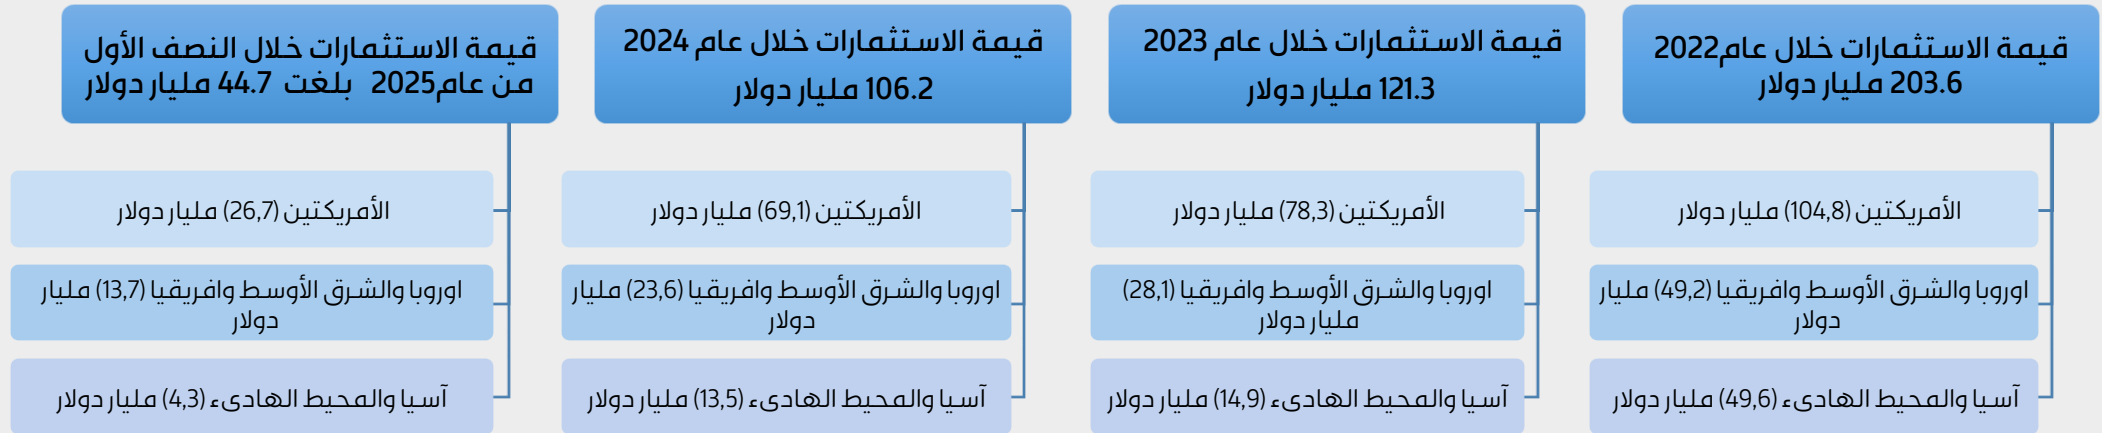 قيمة الاستثمارات خلال عام2022
203.6 مليار دولار
الأمريكتين (104,8) مليار دولار
اوروبا والشرق الأوسط وافريقيا (49,2) مليار
دولار
آسيا والمحيط الهادىء (49,6) مليار دولار
قيمة الاستثمارات خلال عام 2023
121.3 مليار دولار
الأمريكتين (78,3) مليار دولار
اوروبا والشرق الأوسط وافريقيا (28,1)
مليار دولار
آسيا والمحيط الهادىء (14,9) مليار دولار
قيمة الاستثمارات خلال عام 2024
106.2 مليار دولار
الأمريكتين (69,1) مليار دولار
اوروبا والشرق الأوسط وافريقيا (23,6) مليار
دولار
آسيا والمحيط الهادىء (13,5) مليار دولار
قيمة الاستثمارات خلال النصف الأول
من عام2025 بلغت 44.7 مليار دولار
الأمريكتين (26,7) مليار دولار
اوروبا والشرق الأوسط وافريقيا (13,7) مليار
دولار
آسيا والمحيط الهادىء (4,3) مليار دولار